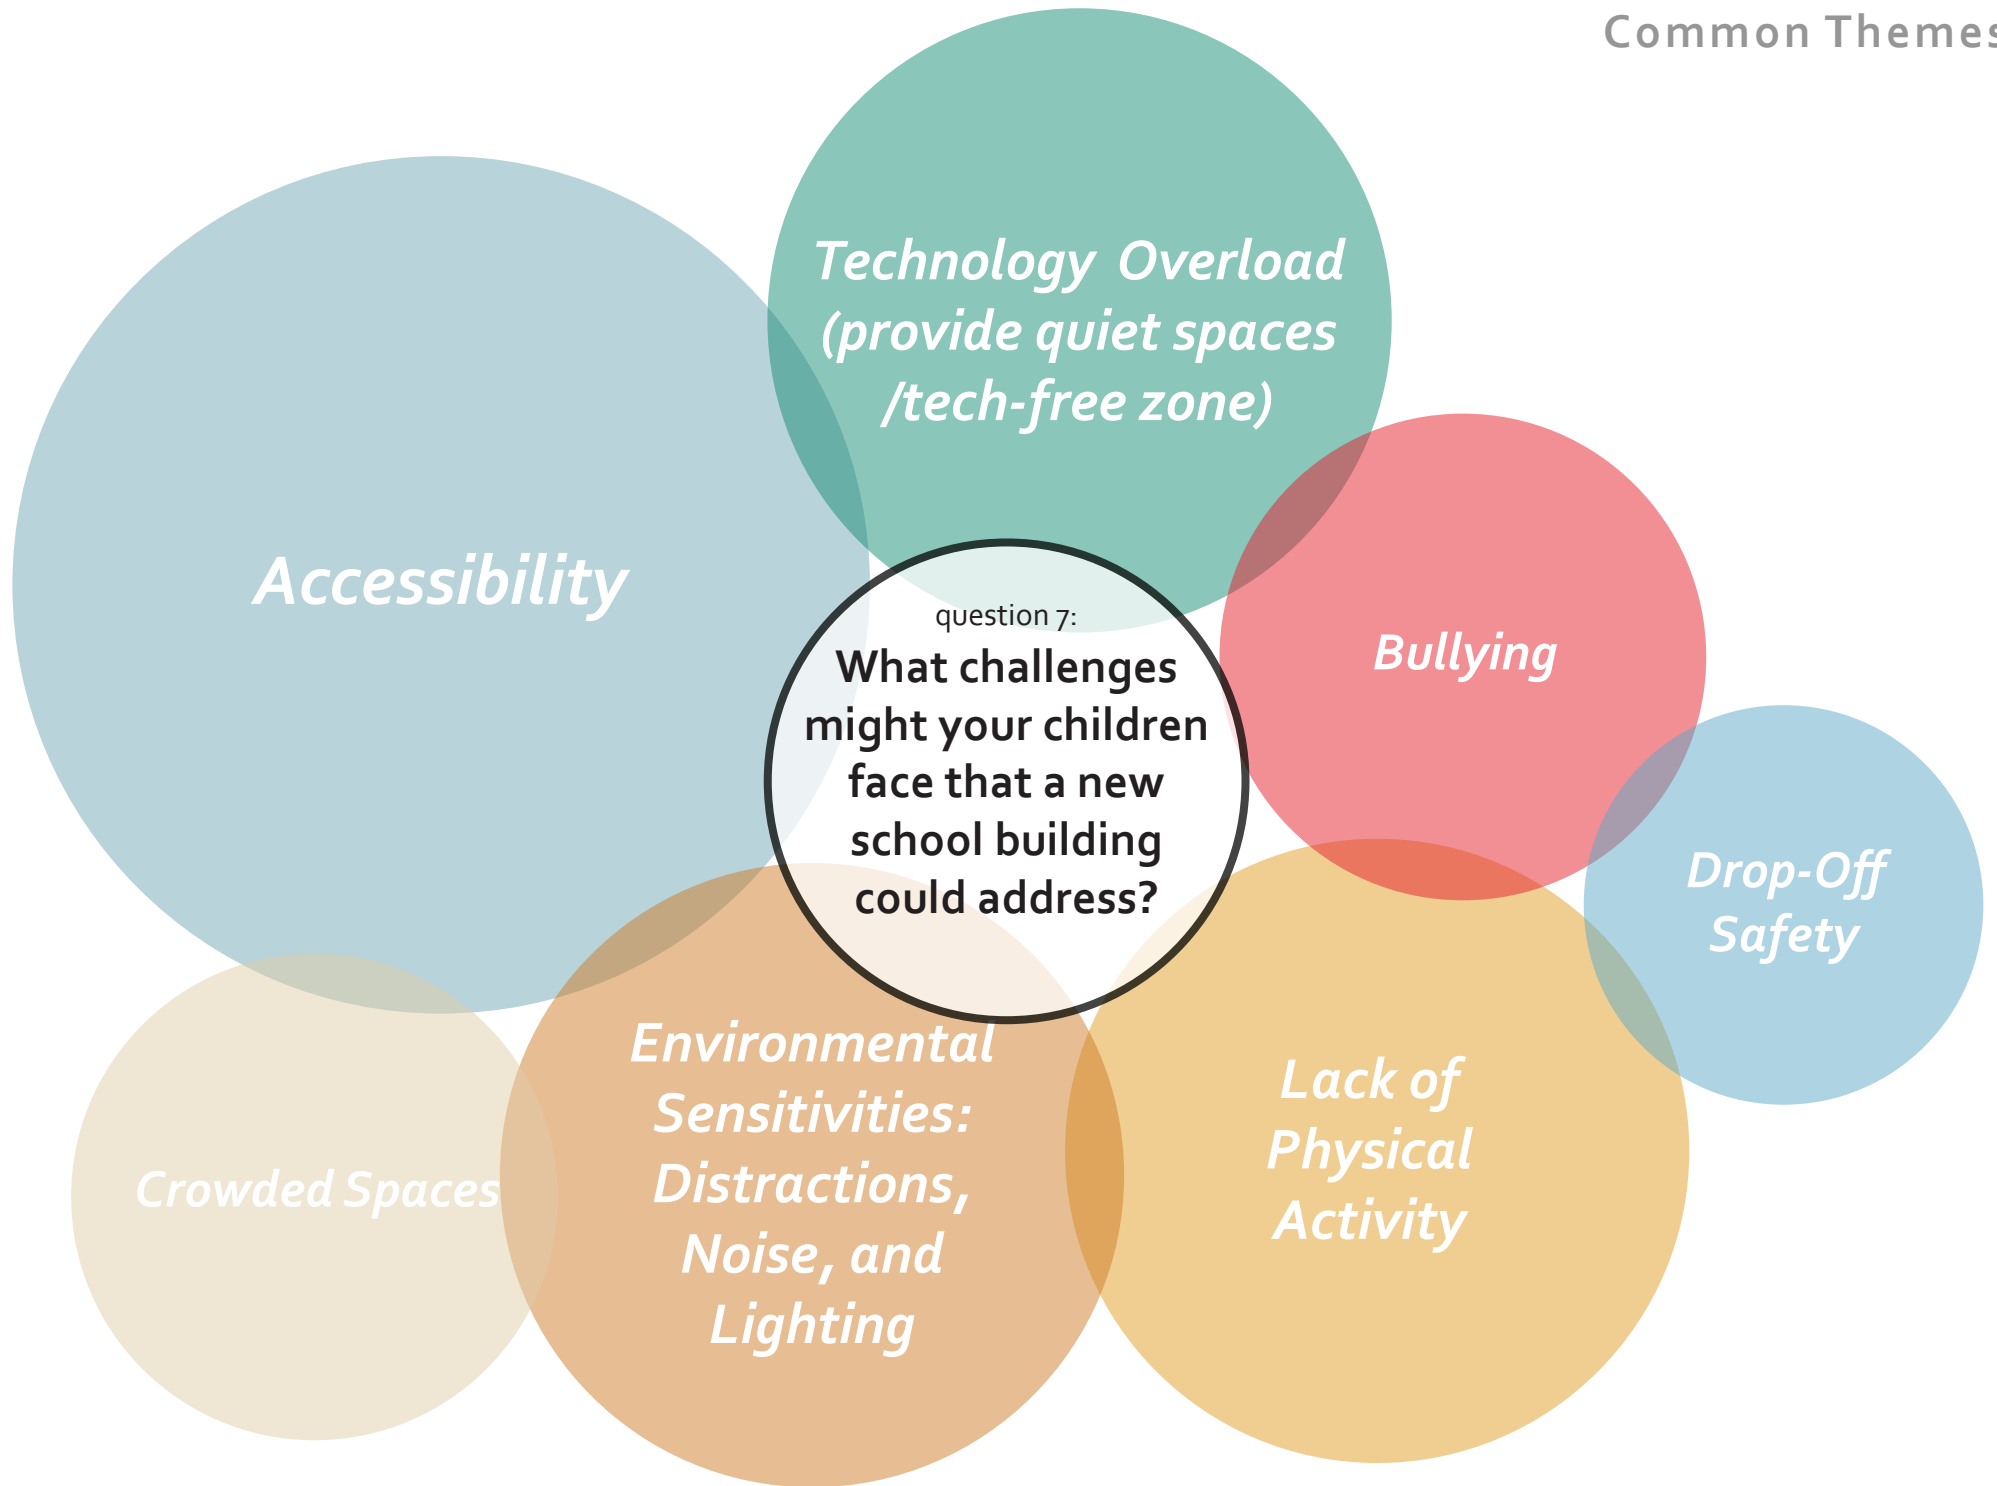 Common Themes
Technology Overload
(provide quiet spaces
/tech-free zone)
Accessibility
question 7:
What challenges
might your children
face that a new
school building
could address?
Bullying
Drop-Off
Safety
Environmental
Sensitivities:
Distractions,
Noise, and
Lighting
Lack of
Physical
Activity
Crowded Spaces